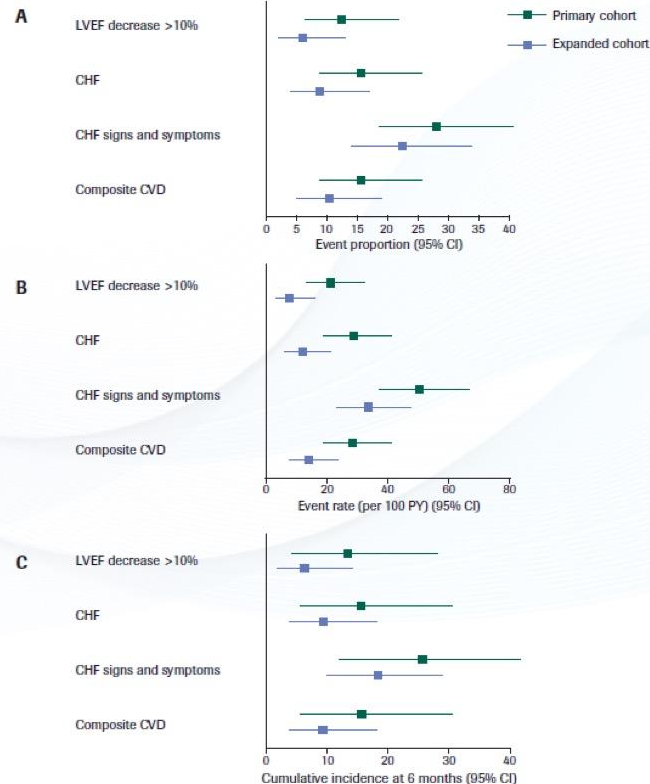 A
Primary cohort
Expanded cohort
LVEF decrease >10%
CHF
CHF signs and symptoms
Composite CVD
0 5 10 15 20 25 30 35 40
Event proportion (95% CI)
B
LVEF decrease >10%
CHF
CHF signs and symptoms
Composite CVD
0 20 40 60 80
Event rate (per 100 PY) (95% CI)
C
LVEF decrease >10%
CHF
CHF signs and symptoms
Composite CVD
0 10 20 30 40
Cumulative incidence at 6 months (95% CI)